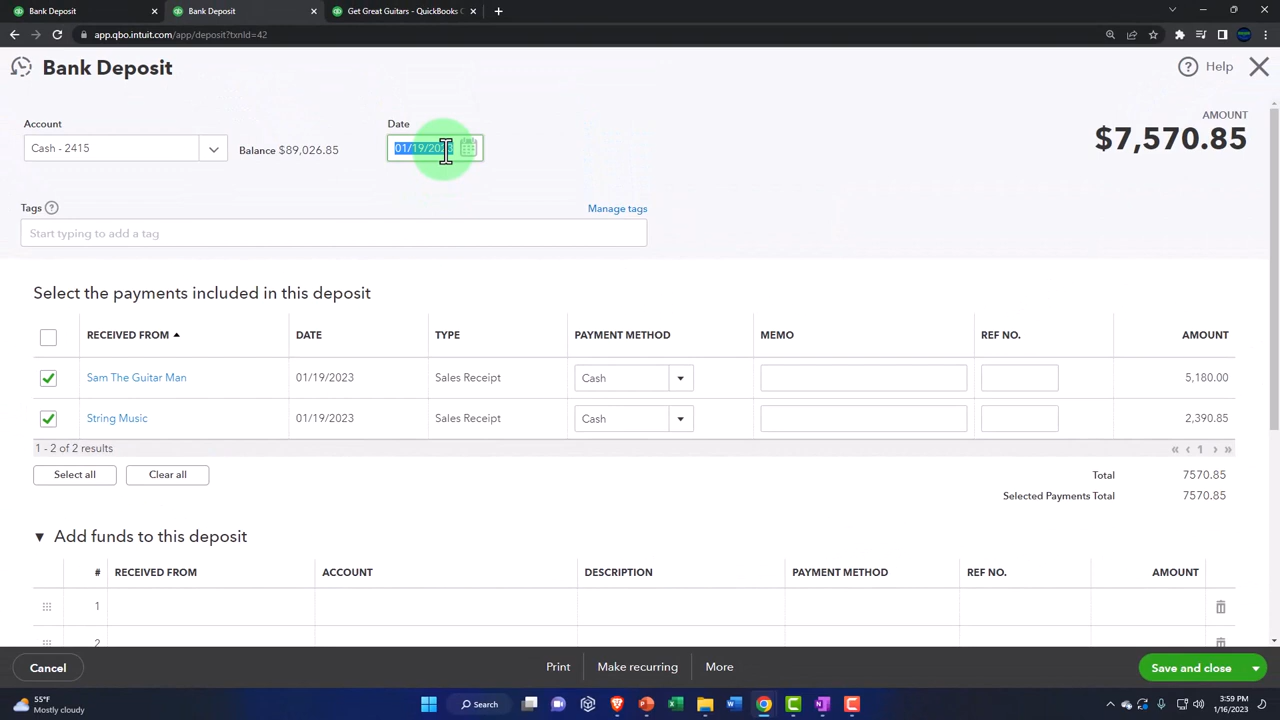 Bank Deposit
Bank Deposit
Get Great Guitars - QuickBooks C
app.qbo.intuit.com/app/deposit?txnId=42
Bank Deposit
Help
Account
Date
AMOUNT
Cash - 2415
Balance $89,026.85
01/19/2023
$7,570.85
Tags
Manage tags
Start typing to add a tag
Select the payments included in this deposit
RECEIVED FROM DATE TYPE PAYMENT METHOD MEMO REF NO. AMOUNT
Sam The Guitar Man 01/19/2023 Sales Receipt Cash 5,180.00
String Music 01/19/2023 Sales Receipt Cash 2,390.85
1 - 2 of 2 results « ‹ 1 › »
Select all Clear all Total 7570.85
Selected Payments Total 7570.85
Add funds to this deposit
# RECEIVED FROM ACCOUNT DESCRIPTION PAYMENT METHOD REF NO. AMOUNT
1
2
Cancel Print Make recurring More Save and close
55°F
Mostly cloudy
Search
3:59 PM
1/16/2023